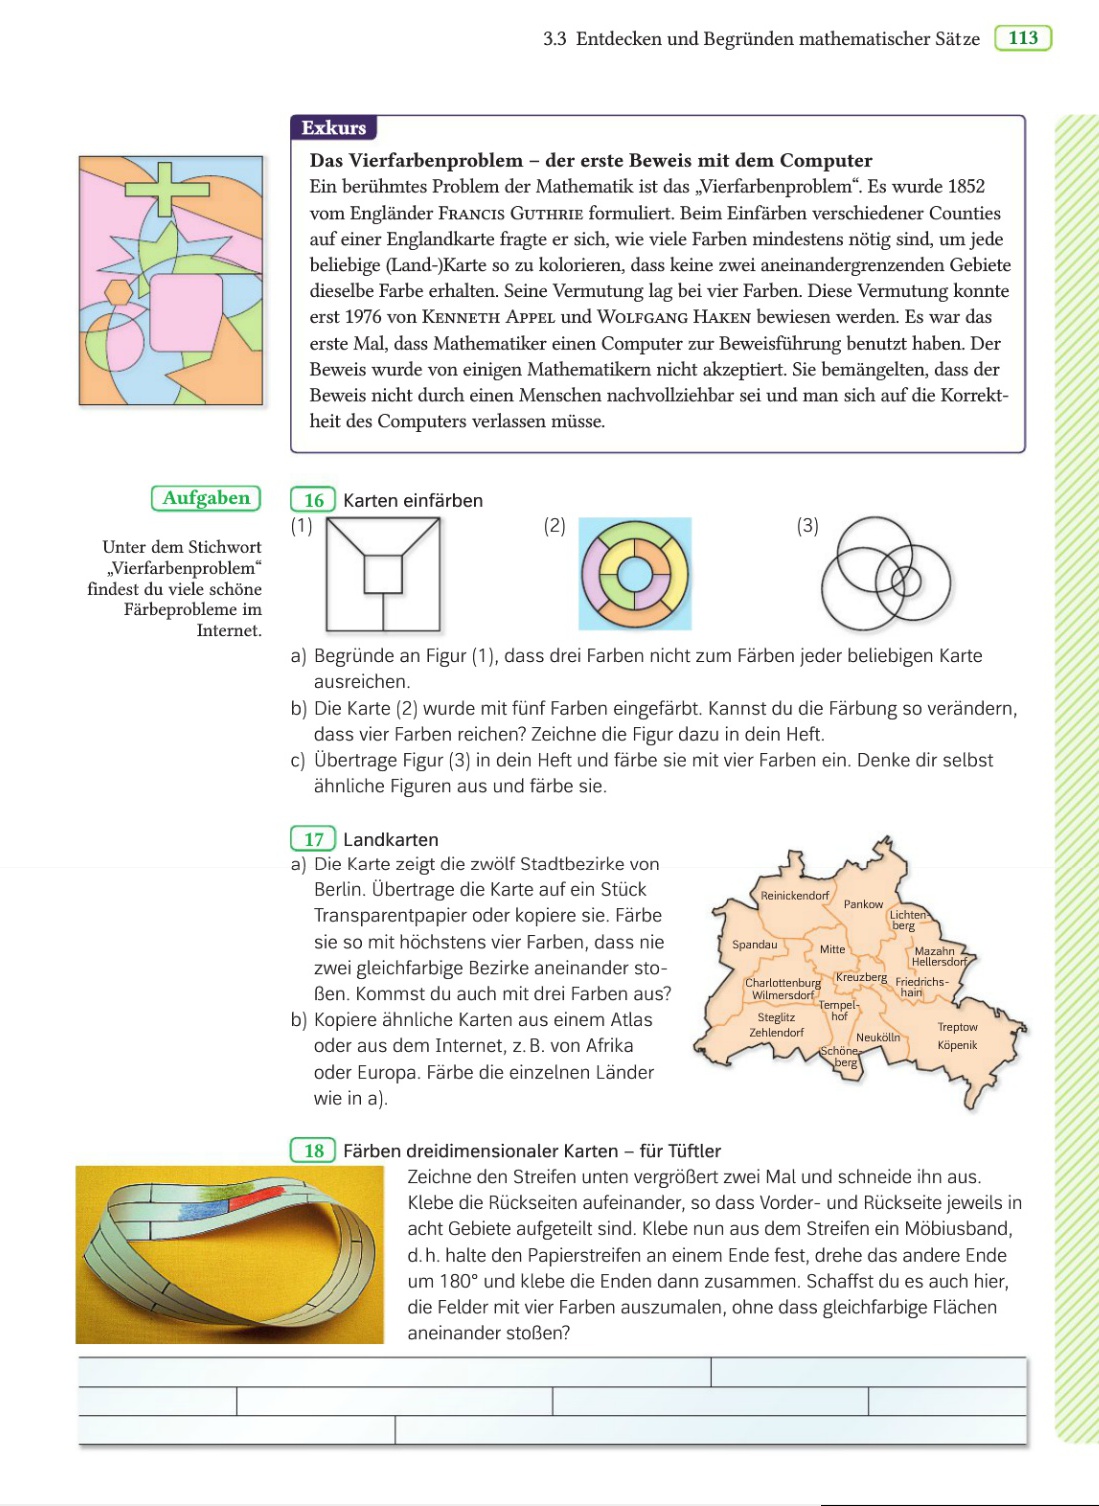 3.3 Entdecken und Begründen mathematischer Sätze 113
Exkurs
Das Vierfarbenproblem – der erste Beweis mit dem Computer
Ein berühmtes Problem der Mathematik ist das „Vierfarbenproblem“. Es wurde 1852
vom Engländer FRANCIS GUTHRIE formuliert. Beim Einfärben verschiedener Counties
auf einer Englandkarte fragte er sich, wie viele Farben mindestens nötig sind, um jede
beliebige (Land-)Karte so zu kolorieren, dass keine zwei aneinandergrenzenden Gebiete
dieselbe Farbe erhalten. Seine Vermutung lag bei vier Farben. Diese Vermutung konnte
erst 1976 von KENNETH APPEL und WOLFGANG HAKEN bewiesen werden. Es war das
erste Mal, dass Mathematiker einen Computer zur Beweisführung benutzt haben. Der
Beweis wurde von einigen Mathematikern nicht akzeptiert. Sie bemängelten, dass der
Beweis nicht durch einen Menschen nachvollziehbar sei und man sich auf die Korrekt-
heit des Computers verlassen müsse.
Aufgaben
Unter dem Stichwort
„Vierfarbenproblem“
findest du viele schöne
Färbeprobleme im
Internet.
16 Karten einfärben
(1) (2) (3)
a) Begründe an Figur (1), dass drei Farben nicht zum Färben jeder beliebigen Karte
ausreichen.
b) Die Karte (2) wurde mit fünf Farben eingefärbt. Kannst du die Färbung so verändern,
dass vier Farben reichen? Zeichne die Figur dazu in dein Heft.
c) Übertrage Figur (3) in dein Heft und färbe sie mit vier Farben ein. Denke dir selbst
ähnliche Figuren aus und färbe sie.
17 Landkarten
a) Die Karte zeigt die zwölf Stadtbezirke von
Berlin. Übertrage die Karte auf ein Stück
Transparentpapier oder kopiere sie. Färbe
sie so mit höchstens vier Farben, dass nie
zwei gleichfarbige Bezirke aneinander sto-
ßen. Kommst du auch mit drei Farben aus?
b) Kopiere ähnliche Karten aus einem Atlas
oder aus dem Internet, z. B. von Afrika
oder Europa. Färbe die einzelnen Länder
wie in a).
Reinickendorf
Pankow
Lichten-
berg
Spandau
Mitte
Mazahn
Hellersdorf
Charlottenburg
Wilmersdorf
Kreuzberg
Friedrichs-
hain
Tempel-
hof
Steglitz
Zehlendorf
Schöne-
berg
Neukölln
Treptow
Köpenik
18 Färben dreidimensionaler Karten – für Tüftler
Zeichne den Streifen unten vergrößert zwei Mal und schneide ihn aus.
Klebe die Rückseiten aufeinander, so dass Vorder- und Rückseite jeweils in
acht Gebiete aufgeteilt sind. Klebe nun aus dem Streifen ein Möbiusband,
d. h. halte den Papierstreifen an einem Ende fest, drehe das andere Ende
um 180° und klebe die Enden dann zusammen. Schaffst du es auch hier,
die Felder mit vier Farben auszumalen, ohne dass gleichfarbige Flächen
aneinander stoßen?